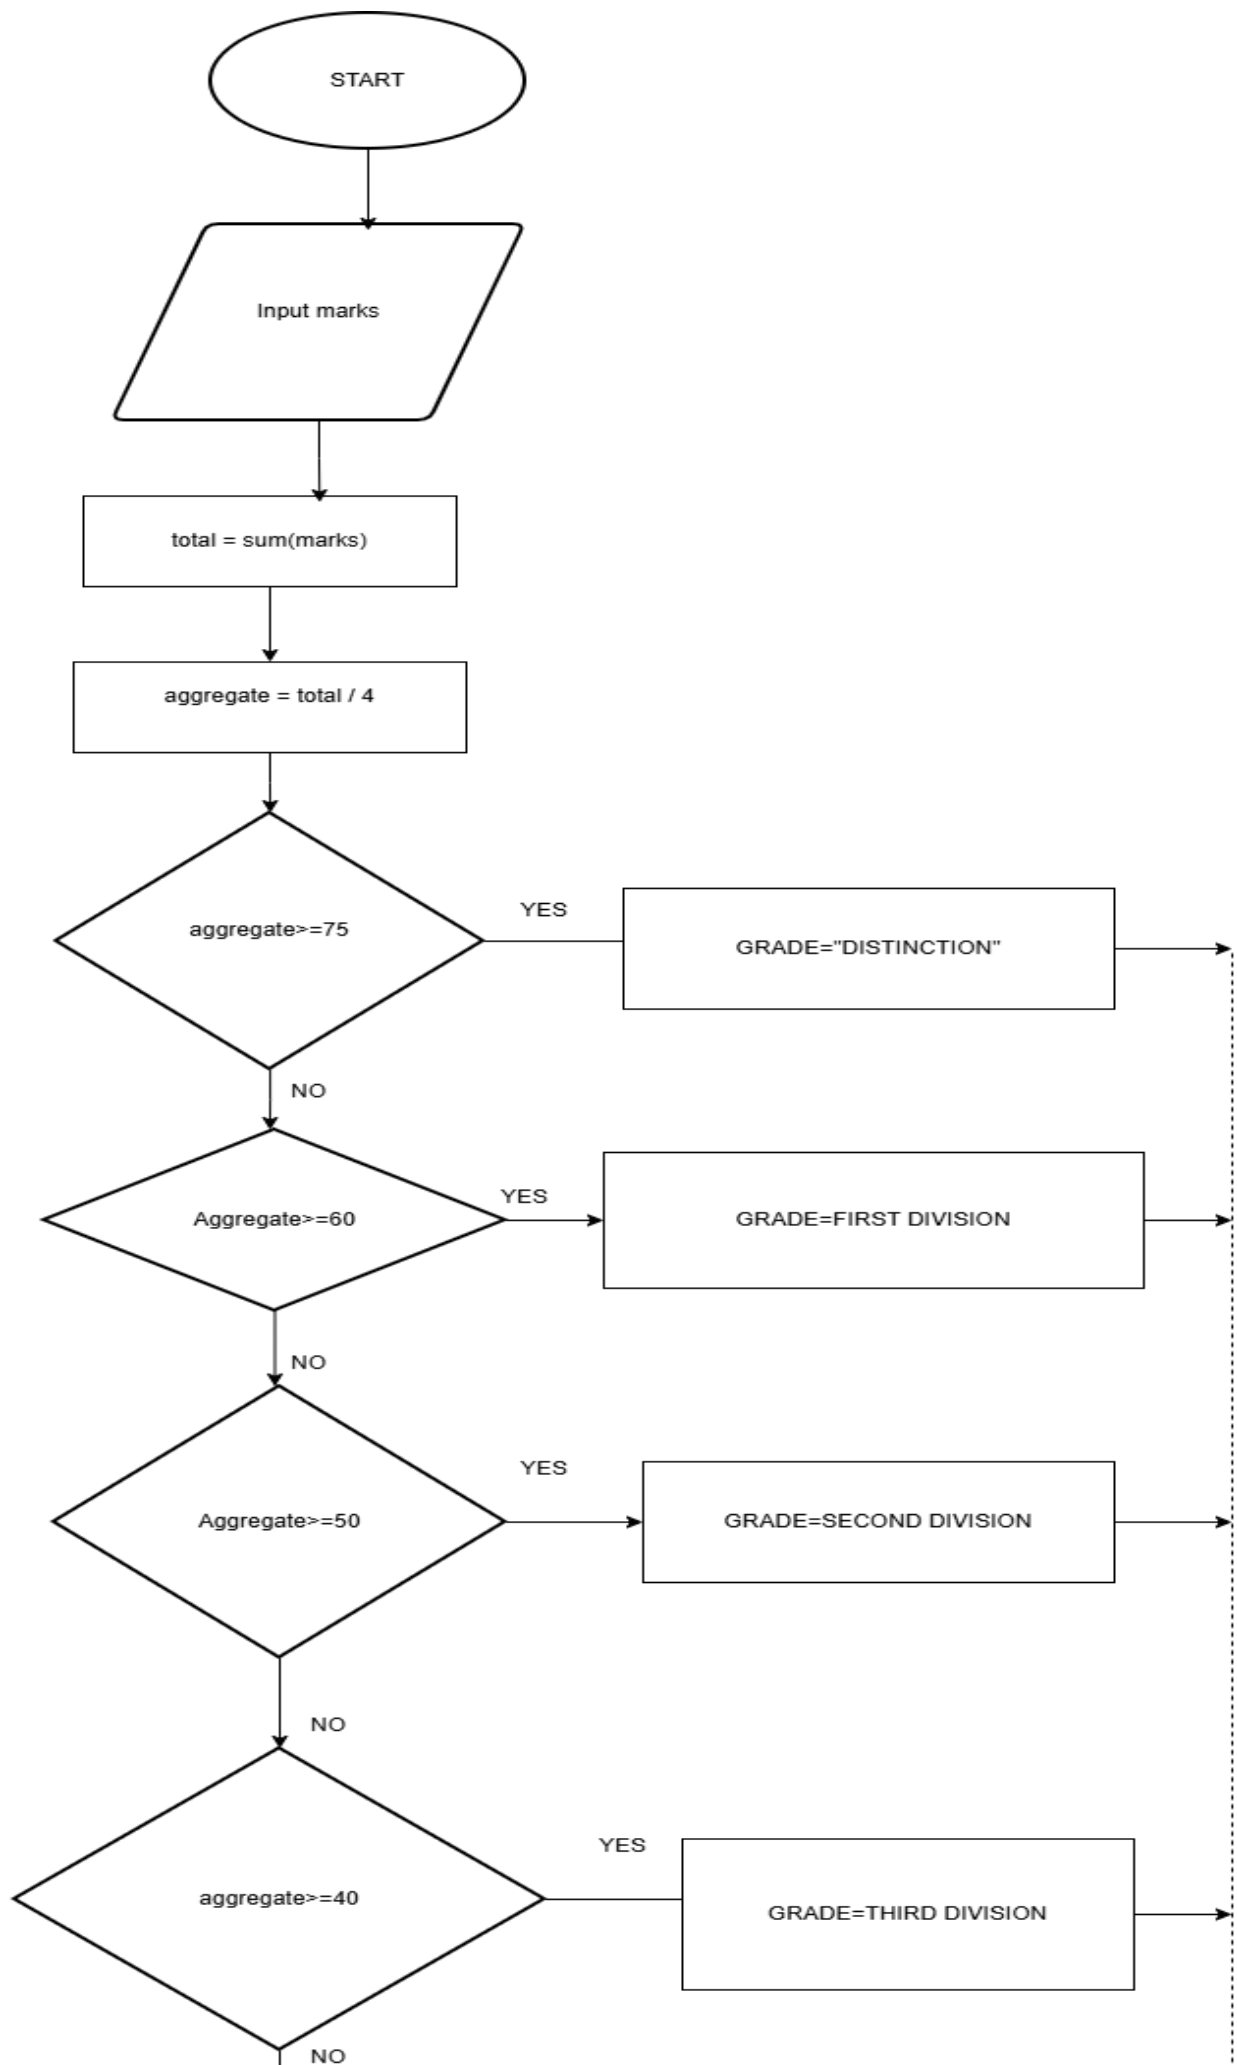 START
Input marks
total = sum(marks)
aggregate = total / 4
aggregate>=75
YES
GRADE="DISTINCTION"
NO
Aggregate>=60
YES
GRADE=FIRST DIVISION
NO
Aggregate>=50
YES
GRADE=SECOND DIVISION
NO
aggregate>=40
YES
GRADE=THIRD DIVISION
NO